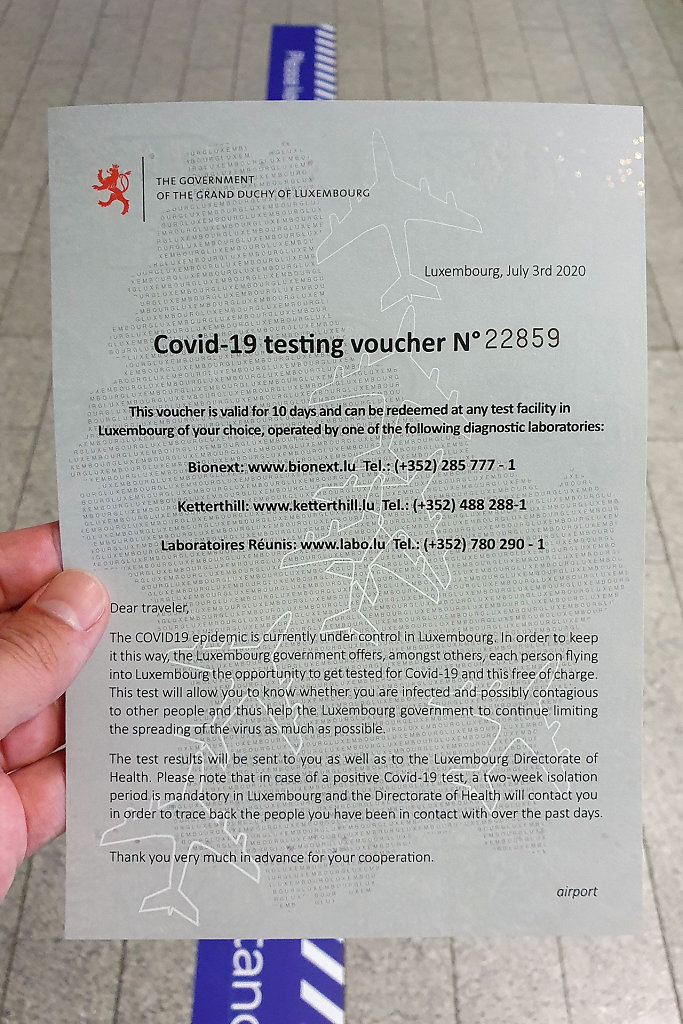 THE GOVERNMENT
OF THE GRAND DUCHY OF LUXEMBOURG
Luxembourg, July 3rd 2020
Covid-19 testing voucher N° 22859
This voucher is valid for 10 days and can be redeemed at any test facility in
Luxembourg of your choice, operated by one of the following diagnostic laboratories:
Bionext: www.bionext.lu Tel.: (+352) 285 777 - 1
Ketterthill: www.ketterthill.lu Tel.: (+352) 488 288-1
Laboratoires Réunis: www.labo.lu Tel.: (+352) 780 290 - 1
Dear traveler,
The COVID19 epidemic is currently under control in Luxembourg. In order to keep
it this way, the Luxembourg government offers, amongst others, each person flying
into Luxembourg the opportunity to get tested for Covid-19 and this free of charge.
This test will allow you to know whether you are infected and possibly contagious
to other people and thus help the Luxembourg government to continue limiting
the spreading of the virus as much as possible.
The test results will be sent to you as well as to the Luxembourg Directorate of
Health. Please note that in case of a positive Covid-19 test, a two-week isolation
period is mandatory in Luxembourg and the Directorate of Health will contact you
in order to trace back the people you have been in contact with over the past days.
Thank you very much in advance for your cooperation.
airport